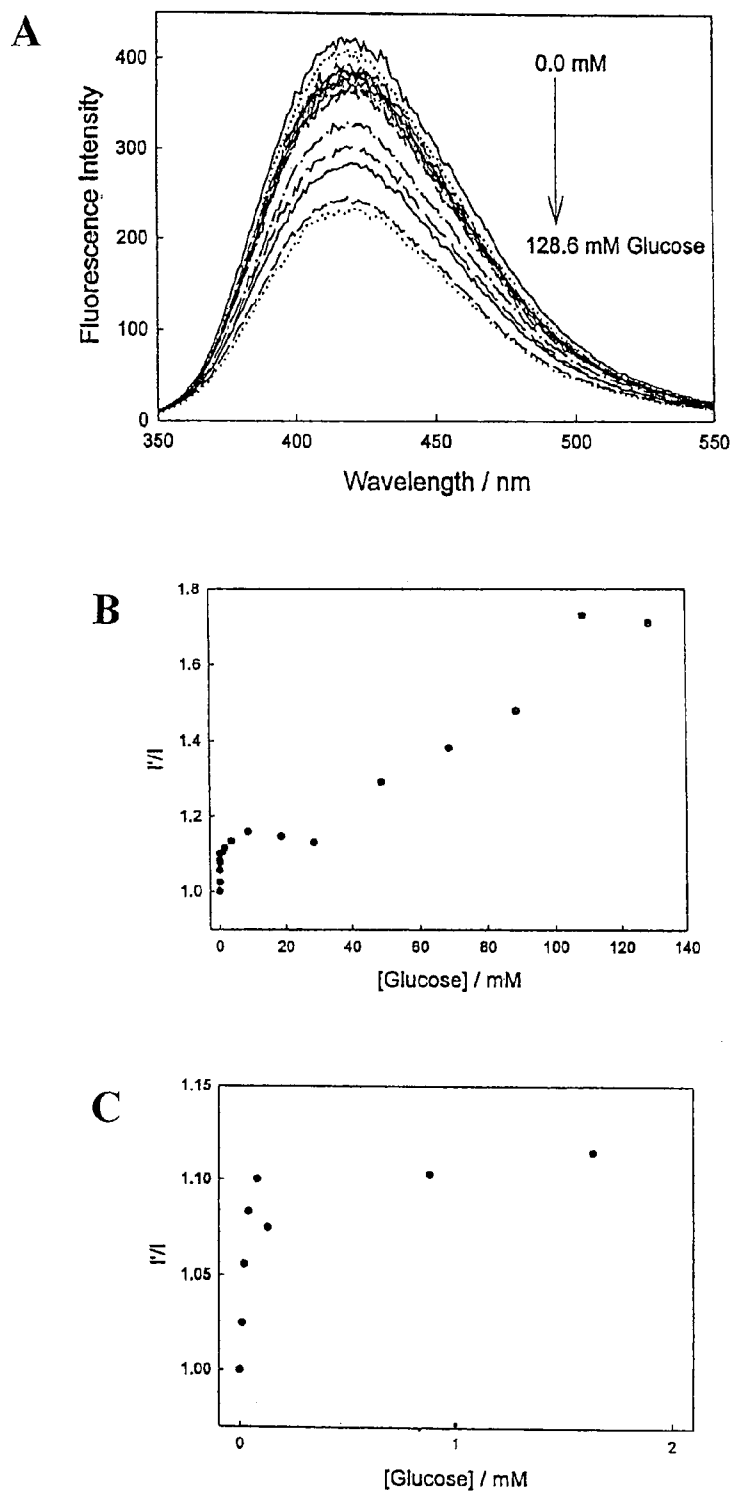 A
Fluorescence Intensity
400
300
200
100
0
0.0 mM
128.6 mM Glucose
350
400
450
500
550
Wavelength / nm
B
I'/I
1.8
1.6
1.4
1.2
1.0
0
20
40
60
80
100
120
140
[Glucose] / mM
C
I'/I
1.15
1.10
1.05
1.00
0
1
2
[Glucose] / mM